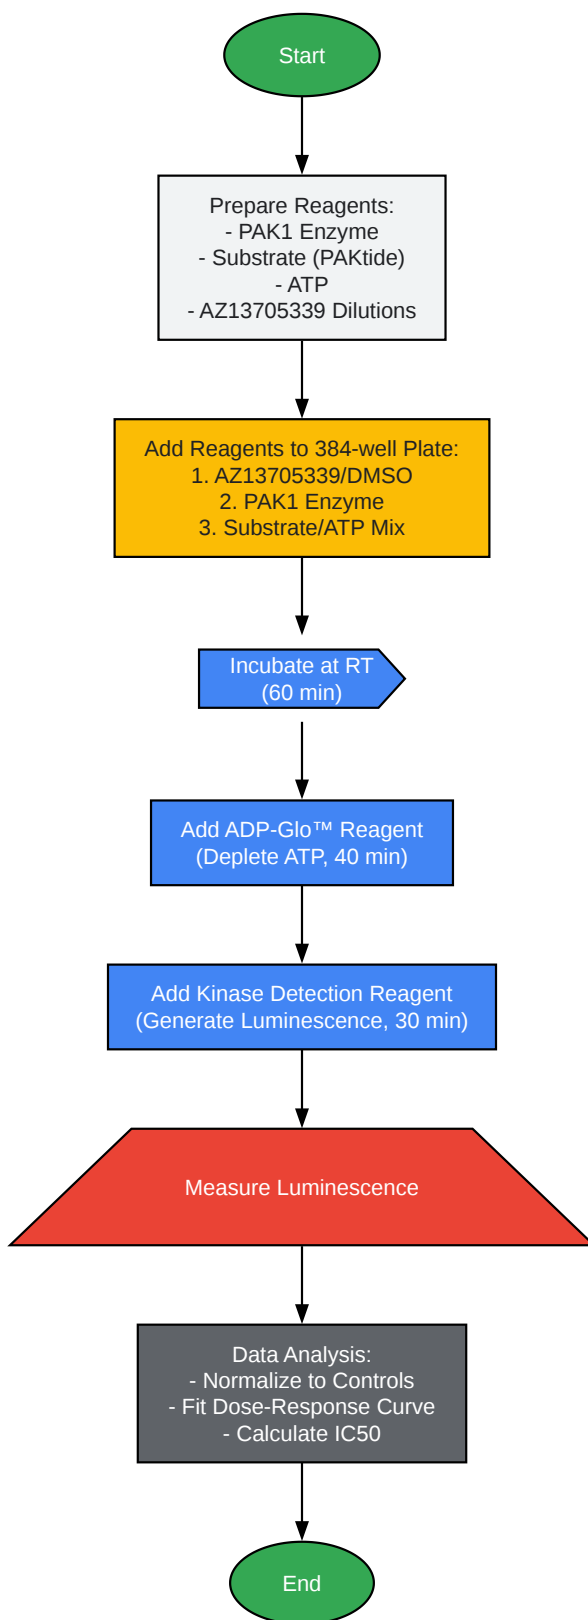 Start
Prepare Reagents:
- PAK1 Enzyme
- Substrate (PAKtide)
- ATP
- AZ13705339 Dilutions
Add Reagents to 384-well Plate:
1. AZ13705339/DMSO
2. PAK1 Enzyme
3. Substrate/ATP Mix
Incubate at RT
(60 min)
Add ADP-Glo™ Reagent
(Deplete ATP, 40 min)
Add Kinase Detection Reagent
(Generate Luminescence, 30 min)
Measure Luminescence
Data Analysis:
- Normalize to Controls
- Fit Dose-Response Curve
- Calculate IC50
End